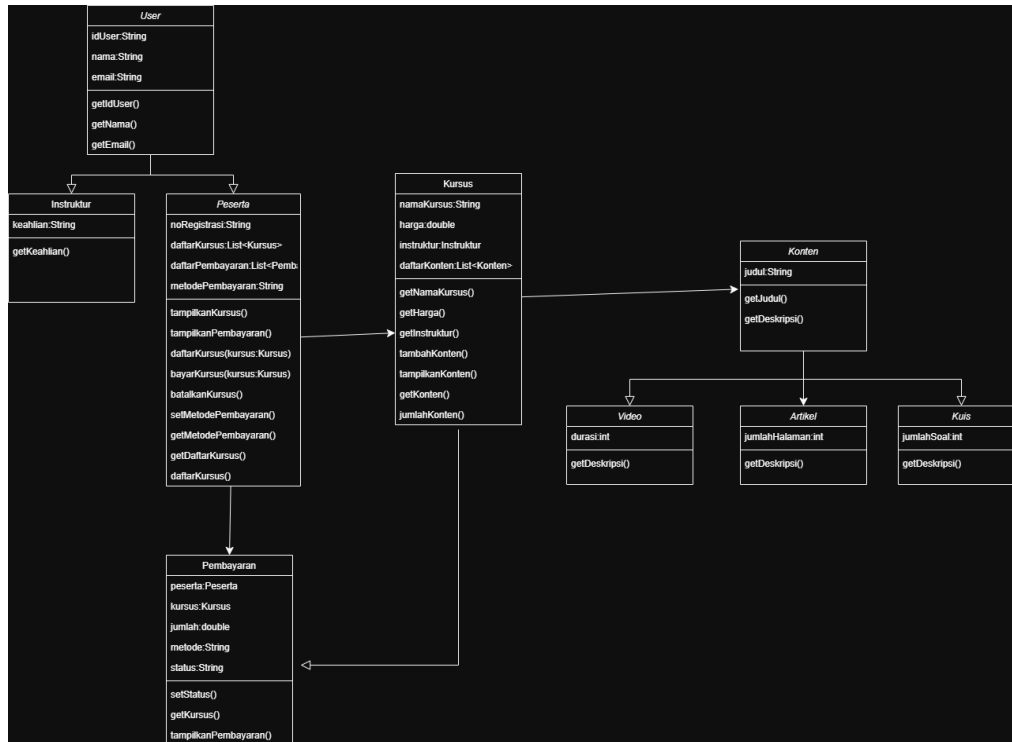 User
idUser:String
nama:String
email:String
getIdUser()
getNama()
getEmail()
Instruktur
keahlian:String
getKeahlian()
Peserta
noRegistrasi:String
daftarKursus:List<Kursus>
daftarPembayaran:List<Pemb
metodePembayaran:String
tampilkanKursus()
tampilkanPembayaran()
daftarKursus(kursus:Kursus)
bayarKursus(kursus:Kursus)
batalkanKursus()
setMetodePembayaran()
getMetodePembayaran()
getDaftarKursus()
daftarKursus()
Kursus
namaKursus:String
harga:double
instruktur:Instruktur
daftarKonten:List<Konten>
getNamaKursus()
getHarga()
getInstruktur()
tambahKonten()
tampilkanKonten()
getKonten()
jumlahKonten()
Konten
judul:String
getJudul()
getDeskripsi()
Video
durasi:int
getDeskripsi()
Artikel
jumlahHalaman:int
getDeskripsi()
Kuis
jumlahSoal:int
getDeskripsi()
Pembayaran
peserta:Peserta
kursus:Kursus
jumlah:double
metode:String
status:String
setStatus()
getKursus()
tampilkanPembayaran()